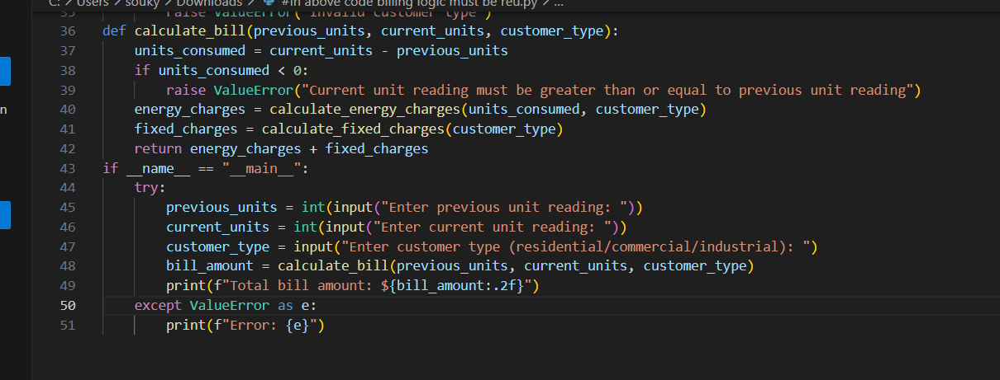 C: > Users > souky > Downloads > #In above code billing logic must be reu.py > ...
35 raise ValueError("Invalid customer type")
36 def calculate_bill(previous_units, current_units, customer_type):
37 units_consumed = current_units - previous_units
38 if units_consumed < 0:
39 raise ValueError("Current unit reading must be greater than or equal to previous unit reading")
40 energy_charges = calculate_energy_charges(units_consumed, customer_type)
n
41 fixed_charges = calculate_fixed_charges(customer_type)
42 return energy_charges + fixed_charges
43 if __name__ == "__main__":
44 try:
45 previous_units = int(input("Enter previous unit reading: "))
46 current_units = int(input("Enter current unit reading: "))
47 customer_type = input("Enter customer type (residential/commercial/industrial): ")
48 bill_amount = calculate_bill(previous_units, current_units, customer_type)
49 print(f"Total bill amount: ${bill_amount:.2f}")
50 except ValueError as e:
51 print(f"Error: {e}")